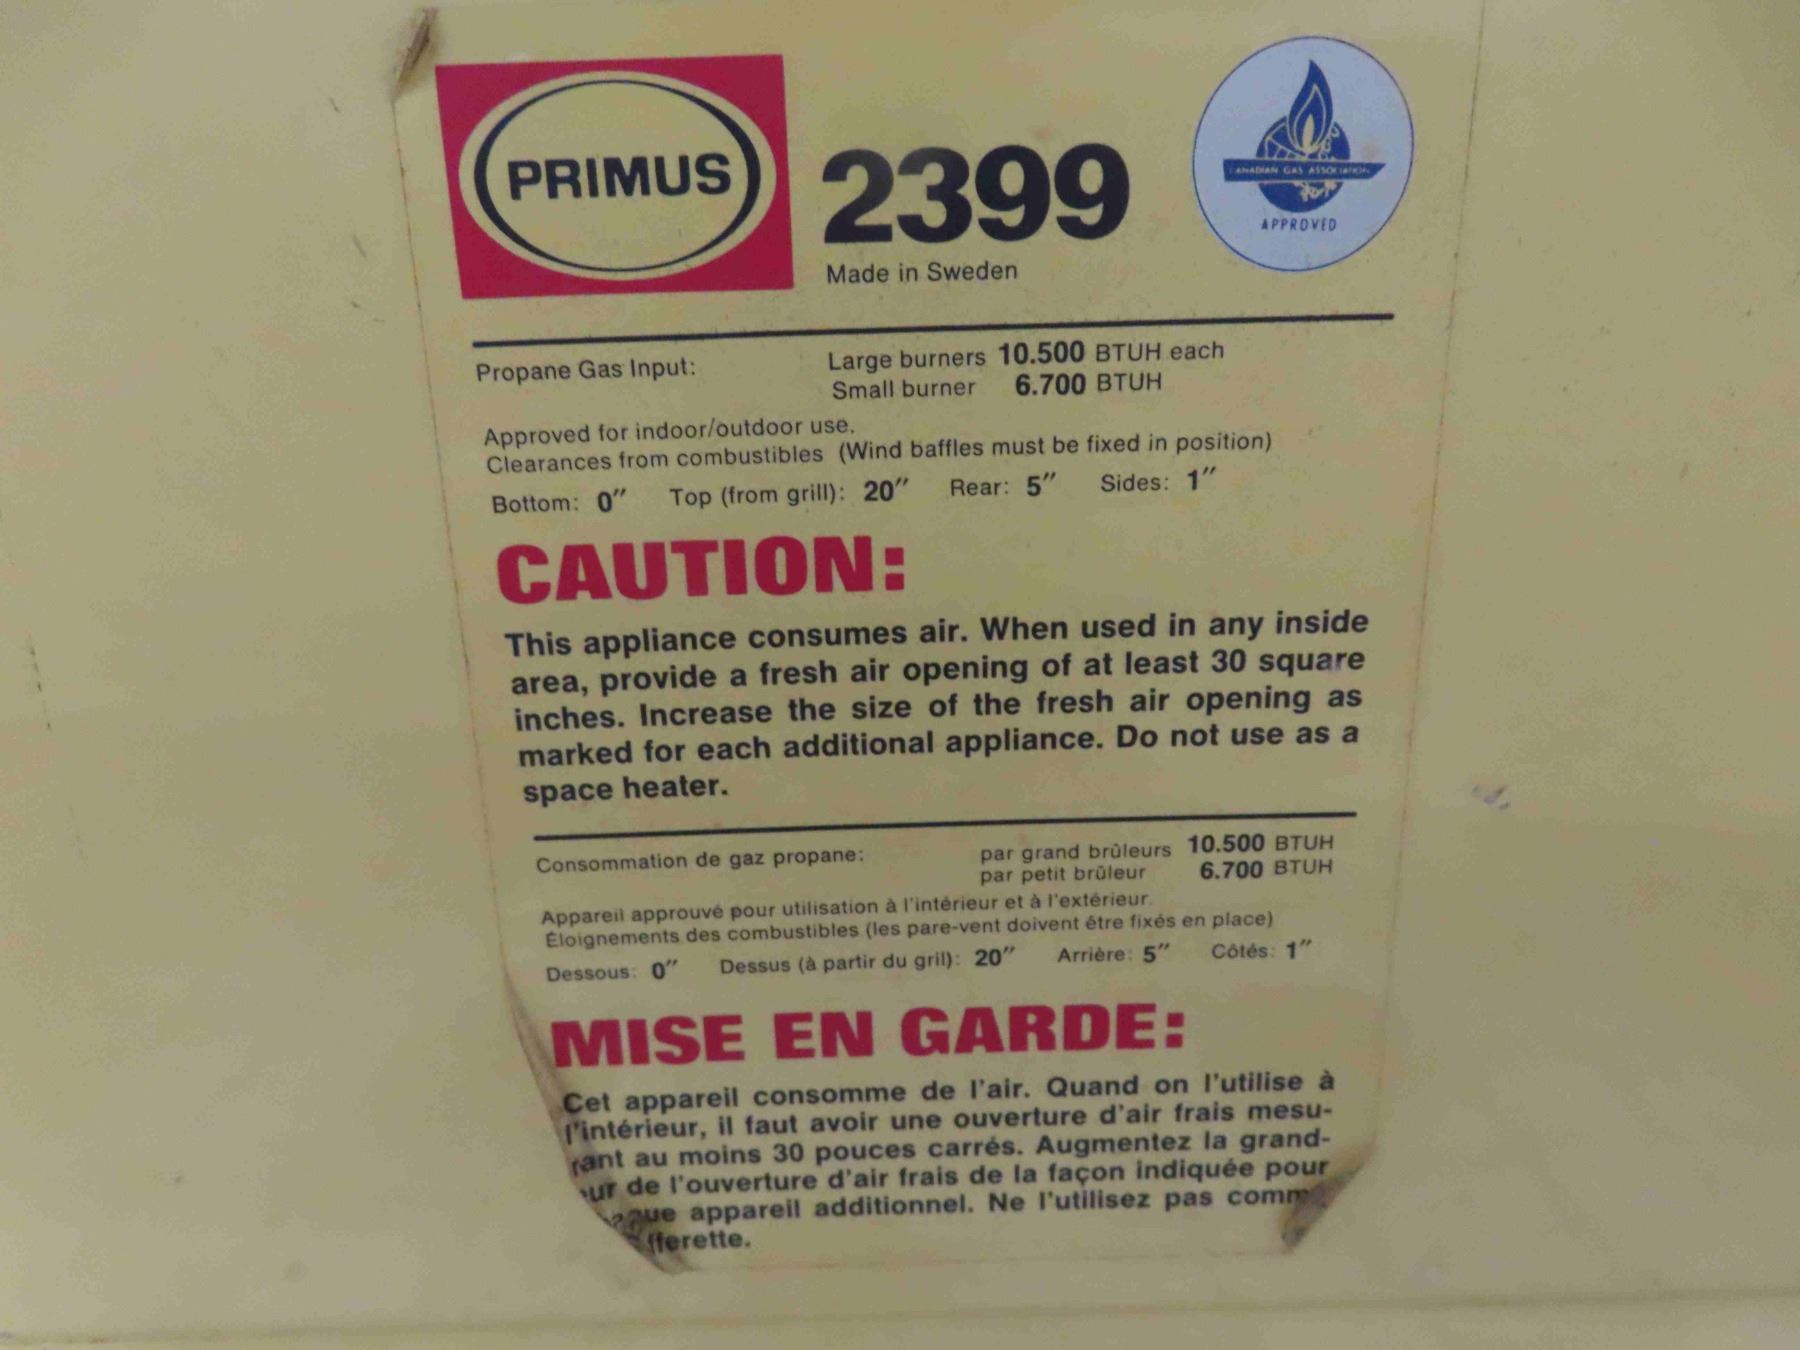 PRIMUS
2399
Made in Sweden
CANADIAN GAS ASSOCIATION
APPROVED
Propane Gas Input: Large burners 10.500 BTUH each
Small burner 6.700 BTUH
Approved for indoor/outdoor use.
Clearances from combustibles (Wind baffles must be fixed in position)
Bottom: 0″ Top (from grill): 20″ Rear: 5″ Sides: 1″
CAUTION:
This appliance consumes air. When used in any inside
area, provide a fresh air opening of at least 30 square
inches. Increase the size of the fresh air opening as
marked for each additional appliance. Do not use as a
space heater.
Consommation de gaz propane: par grand brûleurs 10.500 BTUH
par petit brûleur 6.700 BTUH
Appareil approuvé pour utilisation à l'intérieur et à l'extérieur.
Éloignements des combustibles (les pare-vent doivent être fixés en place)
Dessous: 0″ Dessus (à partir du gril): 20″ Arrière: 5″ Côtés: 1″
MISE EN GARDE:
Cet appareil consomme de l'air. Quand on l'utilise à
l'intérieur, il faut avoir une ouverture d'air frais mesu-
rant au moins 30 pouces carrés. Augmentez la grand-
eur de l'ouverture d'air frais de la façon indiquée pour
appareil additionnel. Ne l'utilisez pas comme